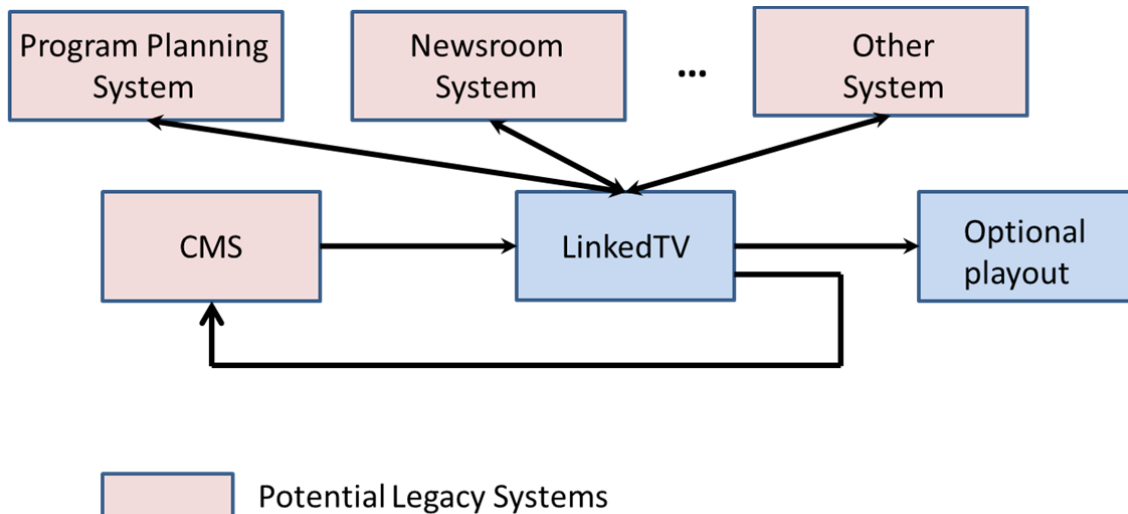 Program Planning
System
Newsroom
System
...
Other
System
CMS
LinkedTV
Optional
playout
Potential Legacy Systems